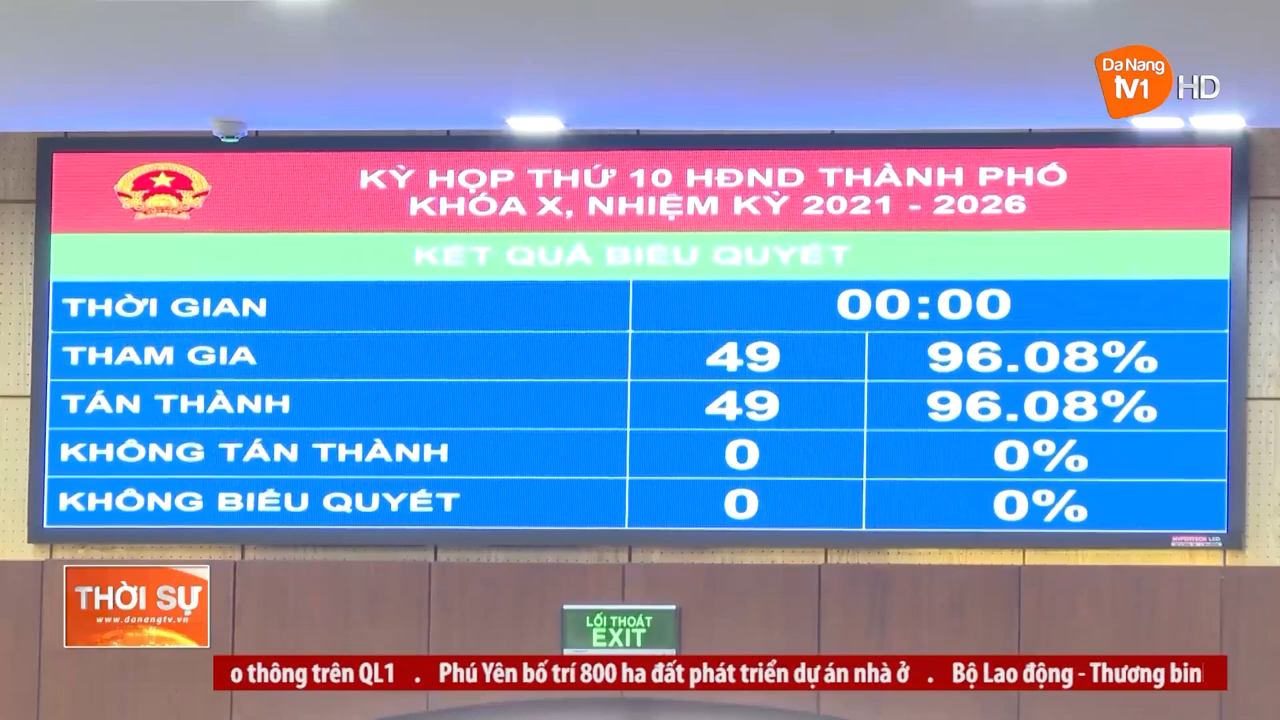 Da Nang
TV1 HD
KỲ HỌP THỨ 10 HĐND THÀNH PHỐ
KHÓA X, NHIỆM KỲ 2021 - 2026
KẾT QUẢ BIỂU QUYẾT
THỜI GIAN 00:00
THAM GIA 49 96.08%
TÁN THÀNH 49 96.08%
KHÔNG TÁN THÀNH 0 0%
KHÔNG BIỂU QUYẾT 0 0%
THỜI SỰ
www.danangtv.vn
LỐI THOÁT
EXIT
o thông trên QL1 . Phú Yên bố trí 800 ha đất phát triển dự án nhà ở . Bộ Lao động - Thương bin